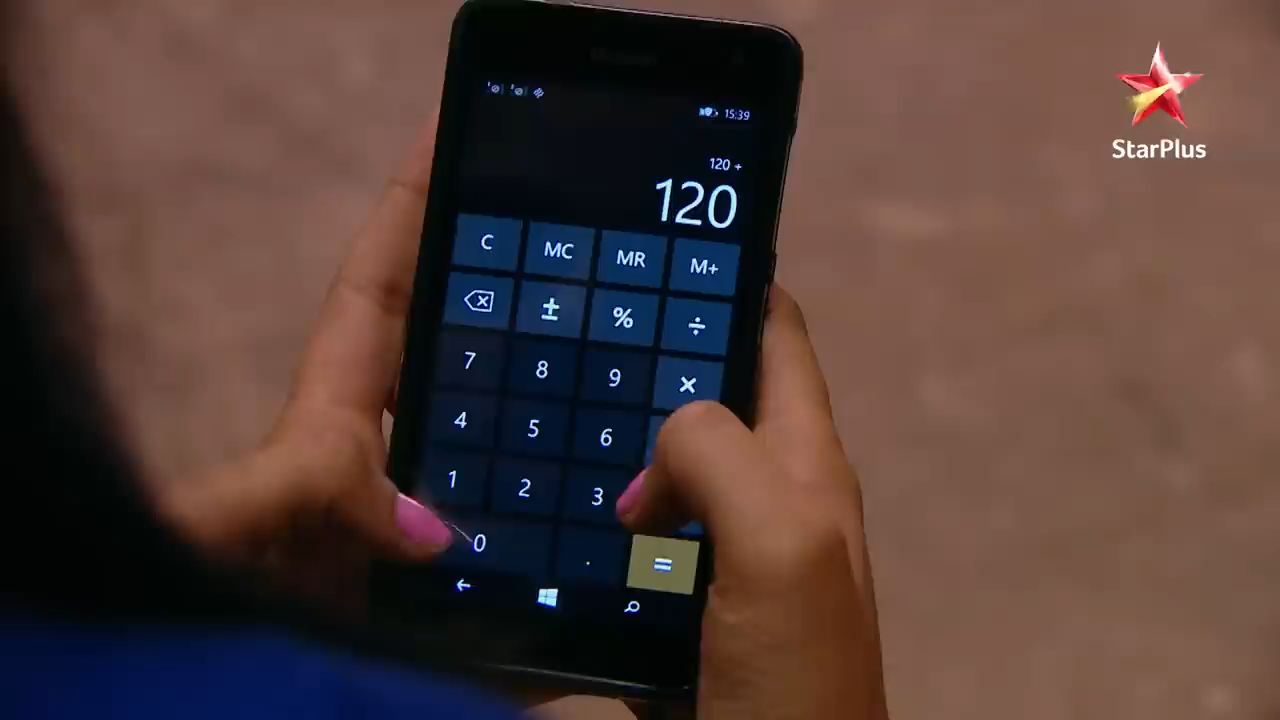 15:39
StarPlus
120 +
120
C MC MR M+
± % ÷
7 8 9 ×
4 5 6
1 2 3
0 . =